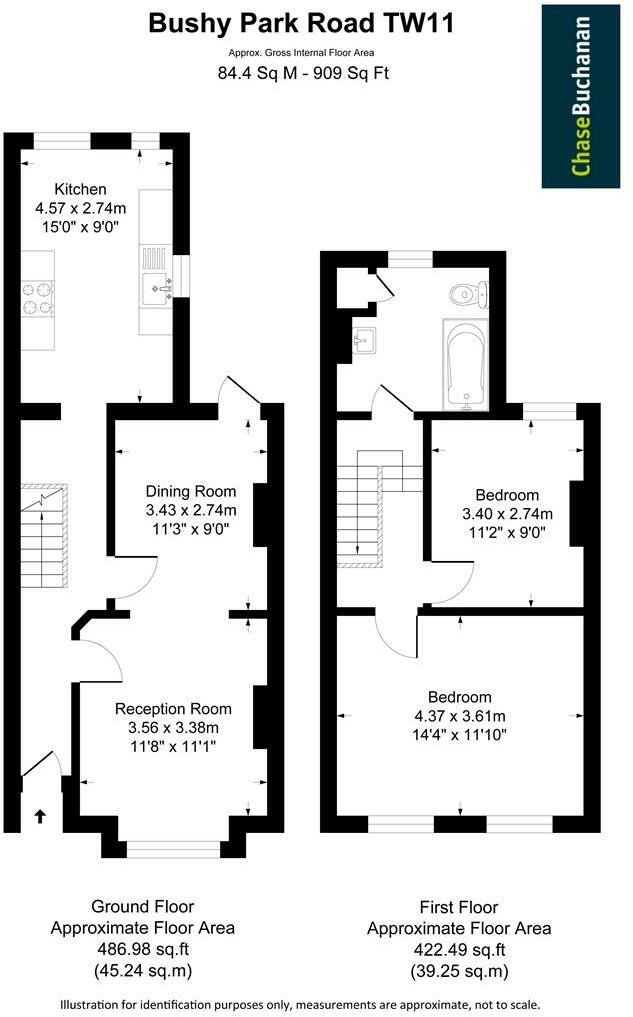 Bushy Park Road TW11
Approx. Gross Internal Floor Area
84.4 Sq M - 909 Sq Ft
ChaseBuchanan
Kitchen
4.57 x 2.74m
15'0" x 9'0"
Dining Room
3.43 x 2.74m
11'3" x 9'0"
Reception Room
3.56 x 3.38m
11'8" x 11'1"
Bedroom
3.40 x 2.74m
11'2" x 9'0"
Bedroom
4.37 x 3.61m
14'4" x 11'10"
Ground Floor
Approximate Floor Area
486.98 sq.ft
(45.24 sq.m)
First Floor
Approximate Floor Area
422.49 sq.ft
(39.25 sq.m)
Illustration for identification purposes only, measurements are approximate, not to scale.